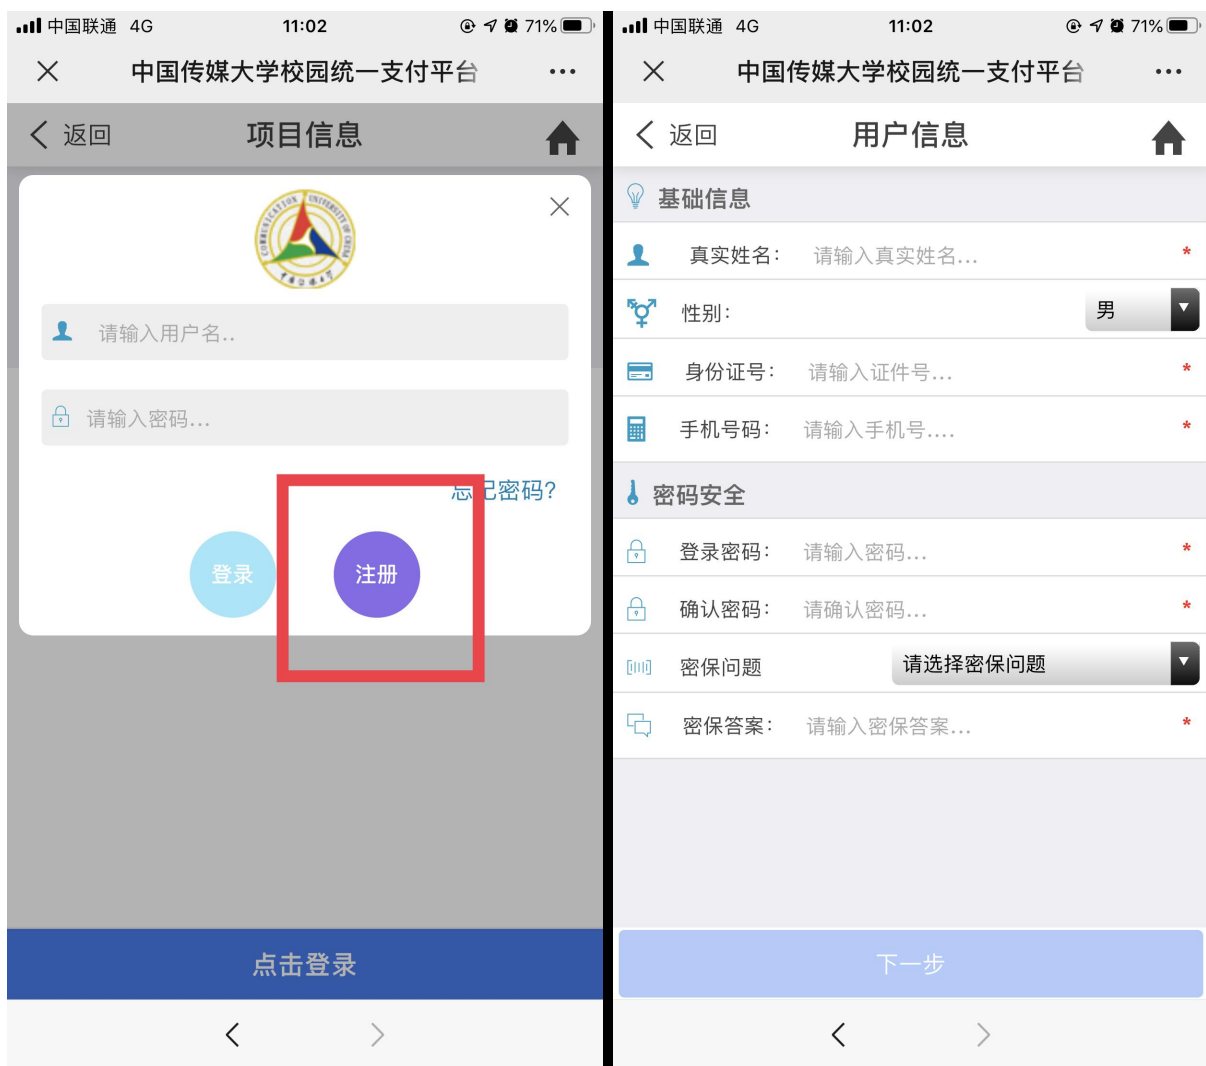 中国联通 4G 11:02 71%
中国传媒大学校园统一支付平台
返回 项目信息
COMMUNICATION UNIVERSITY OF CHINA
请输入用户名..
请输入密码...
忘记密码?
登录 注册
点击登录
中国联通 4G 11:02 71%
中国传媒大学校园统一支付平台
返回 用户信息
基础信息
真实姓名: 请输入真实姓名... *
性别: 男
身份证号: 请输入证件号... *
手机号码: 请输入手机号.... *
密码安全
登录密码: 请输入密码... *
确认密码: 请确认密码... *
密保问题 请选择密保问题
密保答案: 请输入密保答案... *
下一步